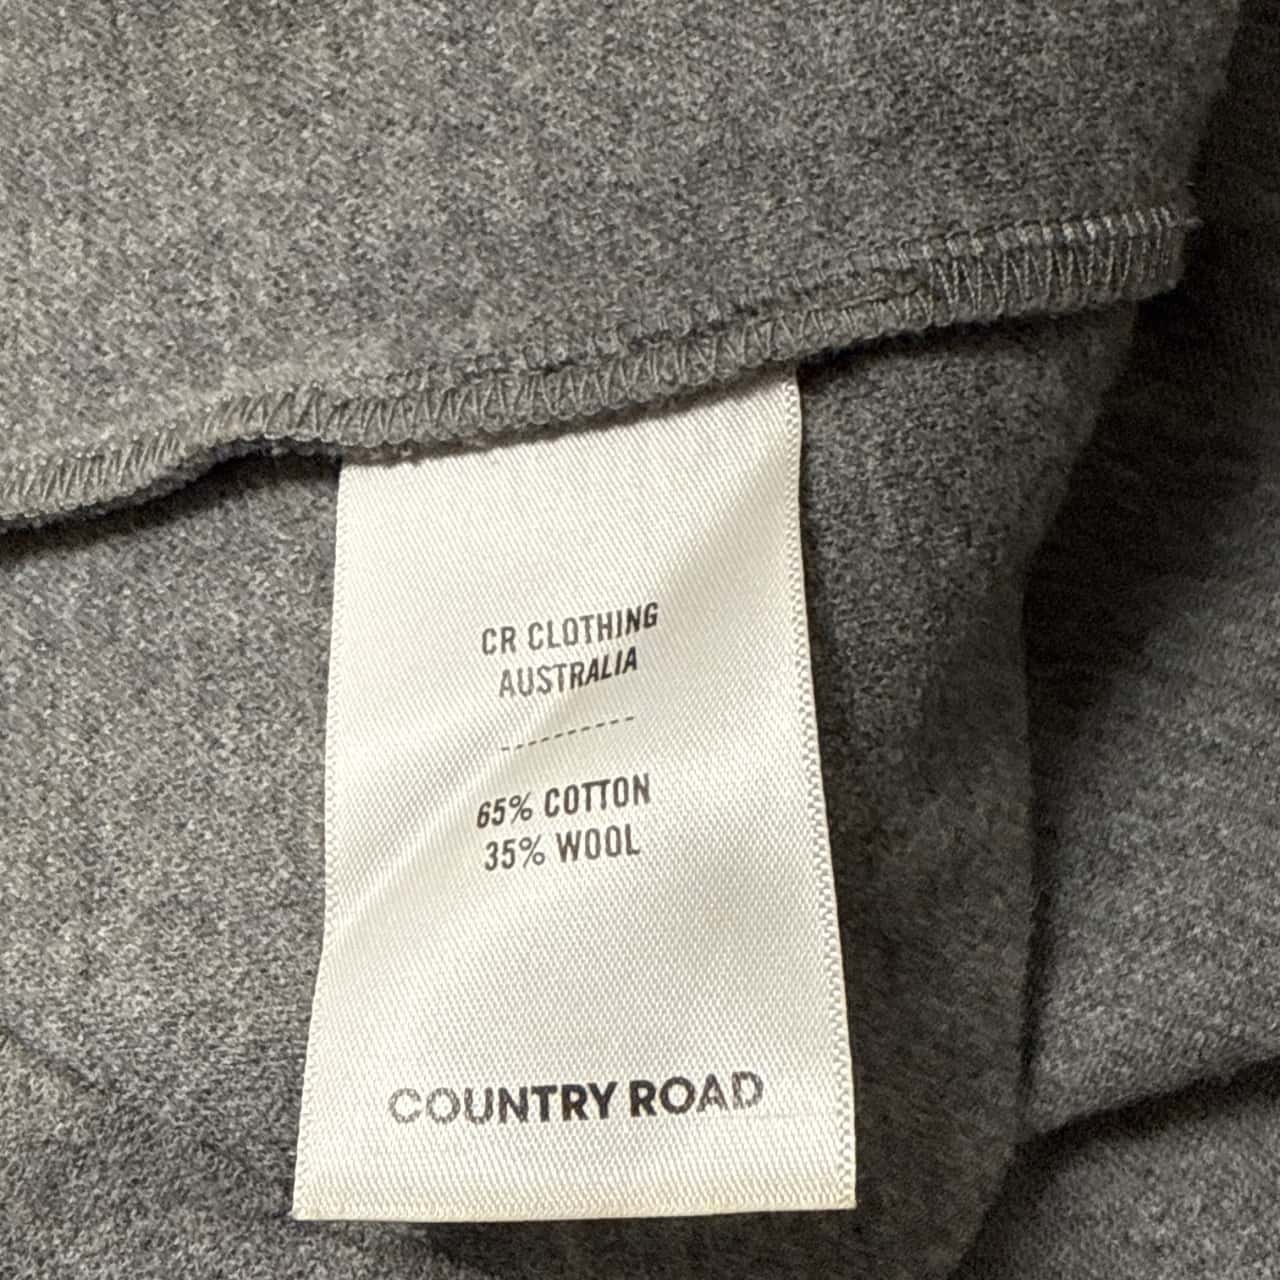 CR CLOTHING
AUSTRALIA
---------
65% COTTON
35% WOOL
COUNTRY ROAD